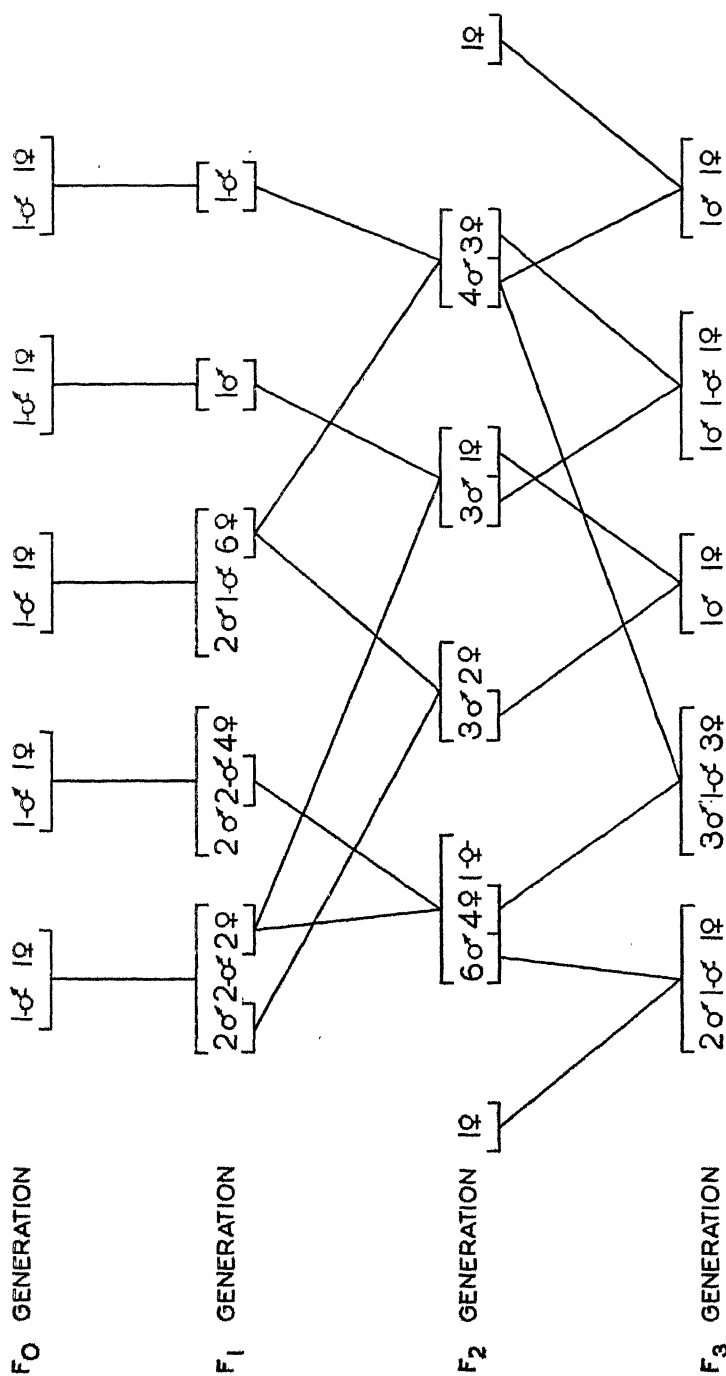 F0 GENERATION 1-♂ 1♀ 1-♂ 1♀ 1-♂ 1♀ 1-♂ 1♀ 1-♂ 1♀
F1 GENERATION 2♂ 2-♂ 2♀ 2♂ 2-♂ 4♀ 2♂ 1-♂ 6♀ 1♂ 1-♂
F2 GENERATION 1♀ 6♂ 4♀ 1-♀ 3♂ 2♀ 3♂ 1♀ 4♂ 3♀ 1♀
F3 GENERATION 2♂ 1-♂ 1♀ 3♂ 1-♂ 3♀ 1♂ 1♀ 1♂ 1-♂ 1♀ 1♂ 1♀